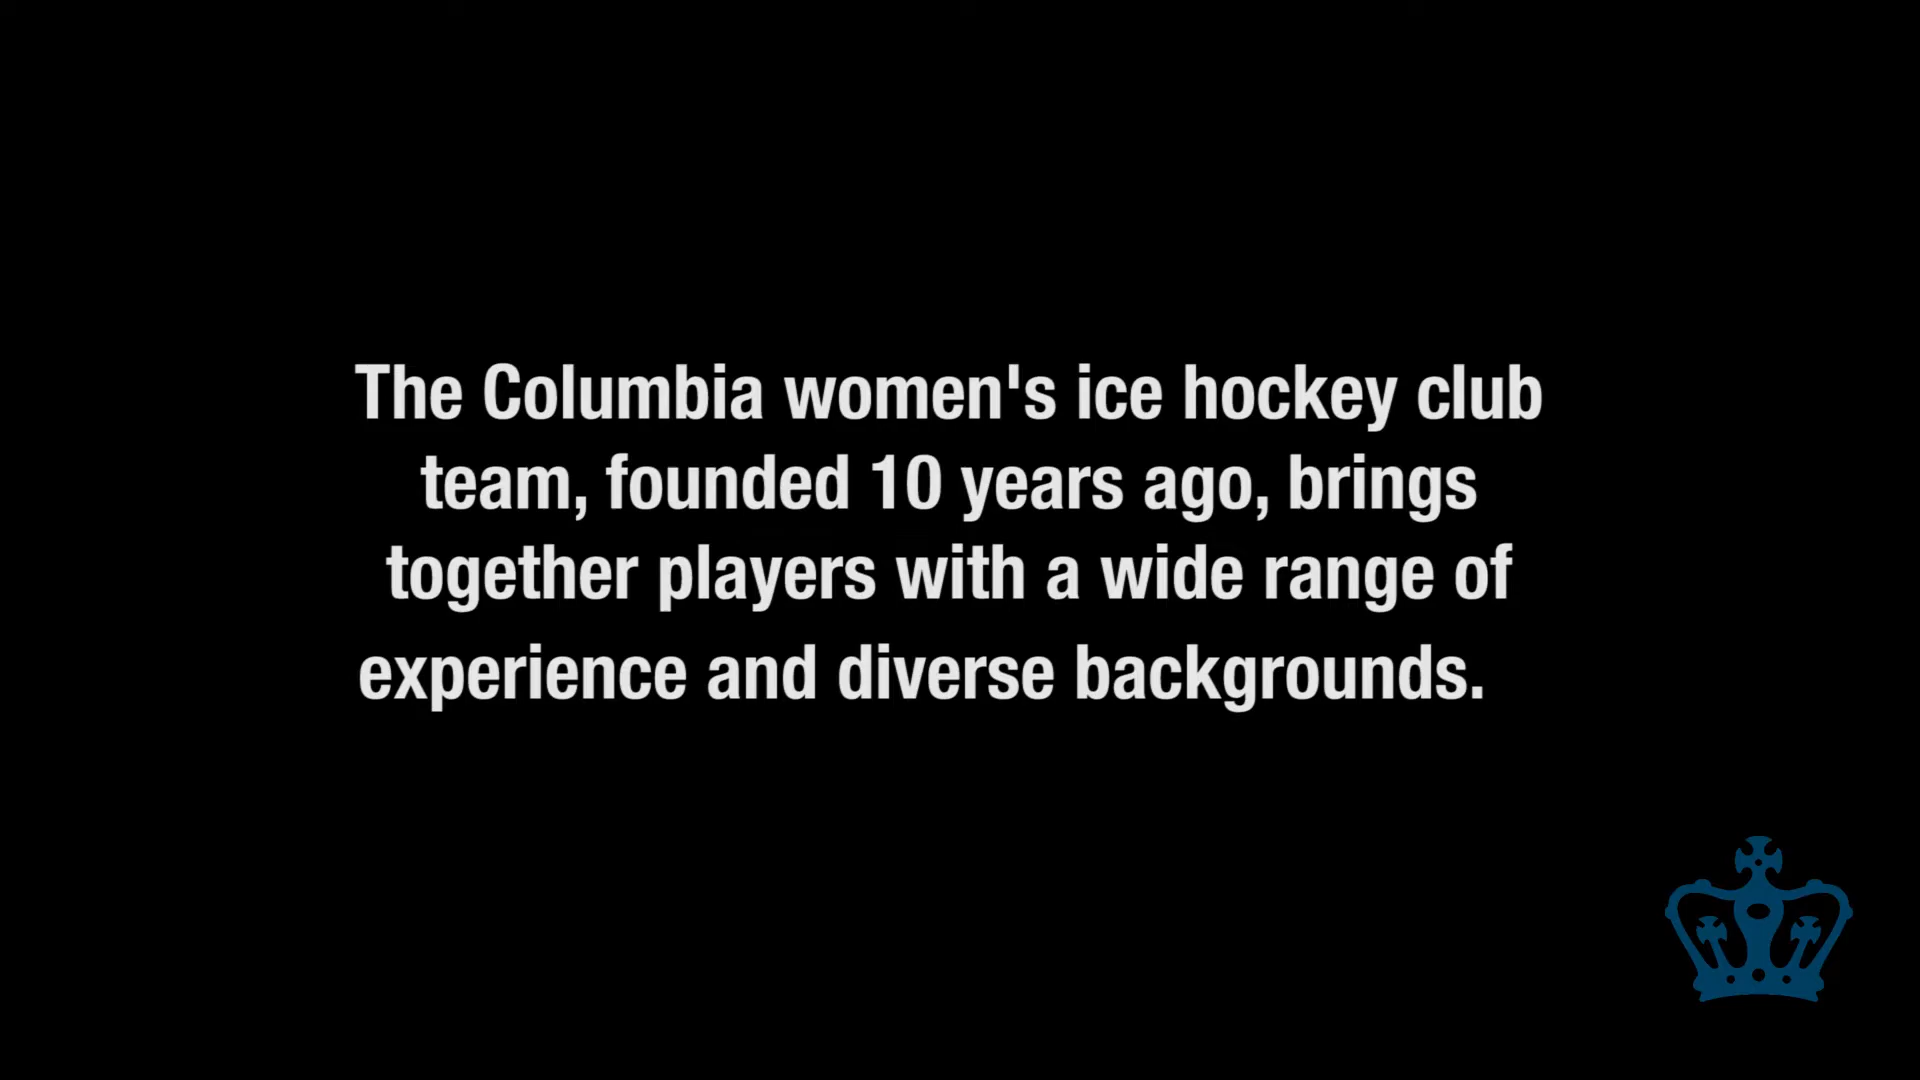 The Columbia women's ice hockey club
team, founded 10 years ago, brings
together players with a wide range of
experience and diverse backgrounds.